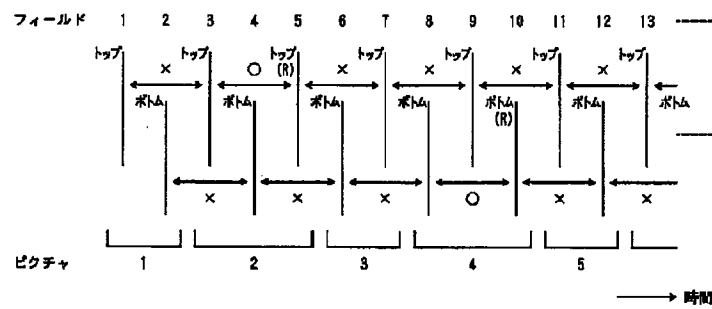 フィールド 1 2 3 4 5 6 7 8 9 10 11 12 13
トップ トップ トップ トップ トップ トップ トップ
× ○ (R) × × × ×
ボトム ボトム ボトム ボトム ボトム ボトム
(R)
× × × ○ × ×
ピクチャ 1 2 3 4 5
時間